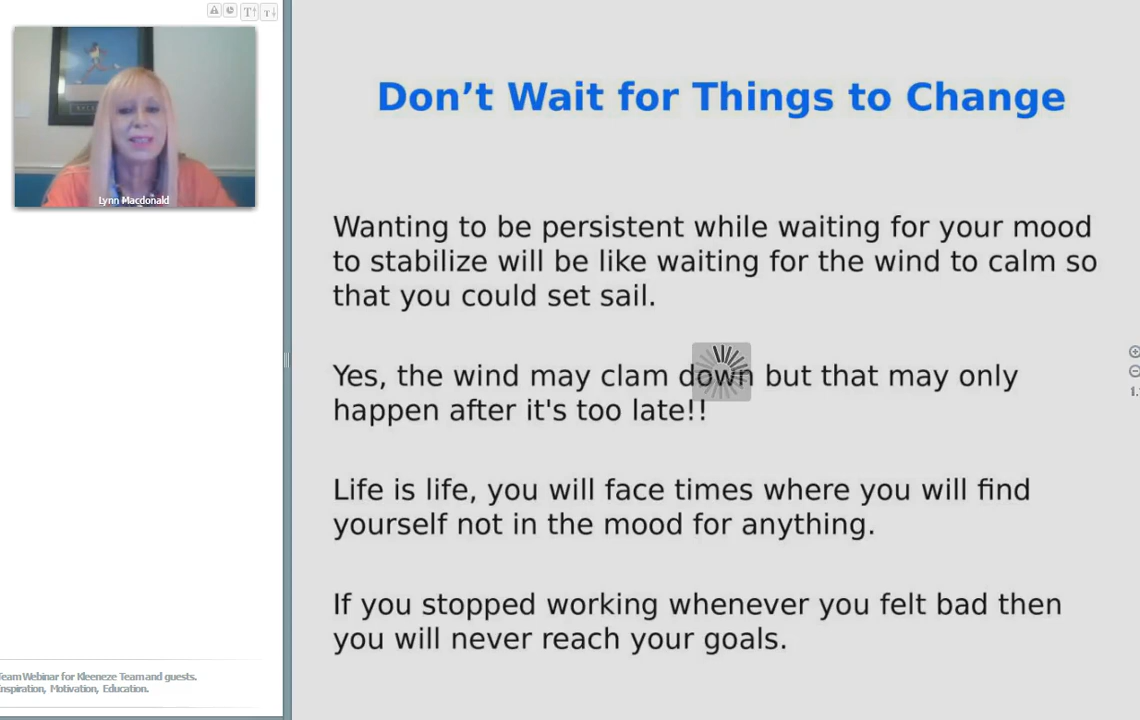 Lynn Macdonald
Don’t Wait for Things to Change
Wanting to be persistent while waiting for your mood
to stabilize will be like waiting for the wind to calm so
that you could set sail.
Yes, the wind may clam down but that may only
happen after it's too late!!
Life is life, you will face times where you will find
yourself not in the mood for anything.
If you stopped working whenever you felt bad then
you will never reach your goals.
Team Webinar for Kleeneze Team and guests.
Inspiration, Motivation, Education.